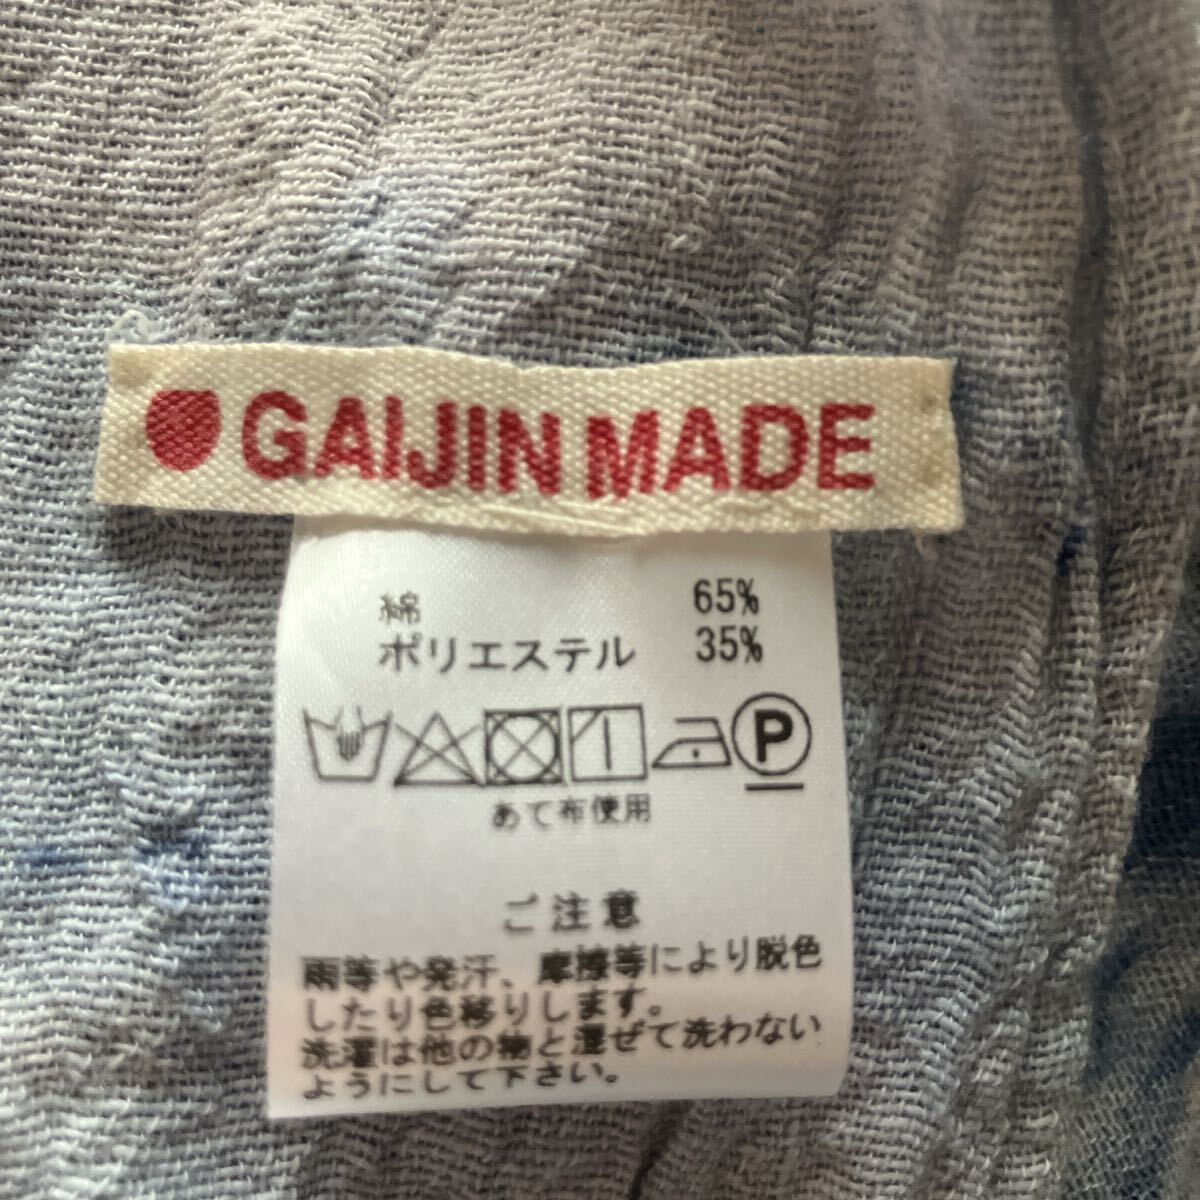 GAIJIN MADE
綿 65%
ポリエステル 35%
P
あて布使用
ご注意
雨等や発汗、摩擦等により脱色
したり色移りします。
洗濯は他の物と混ぜて洗わない
ようにして下さい。